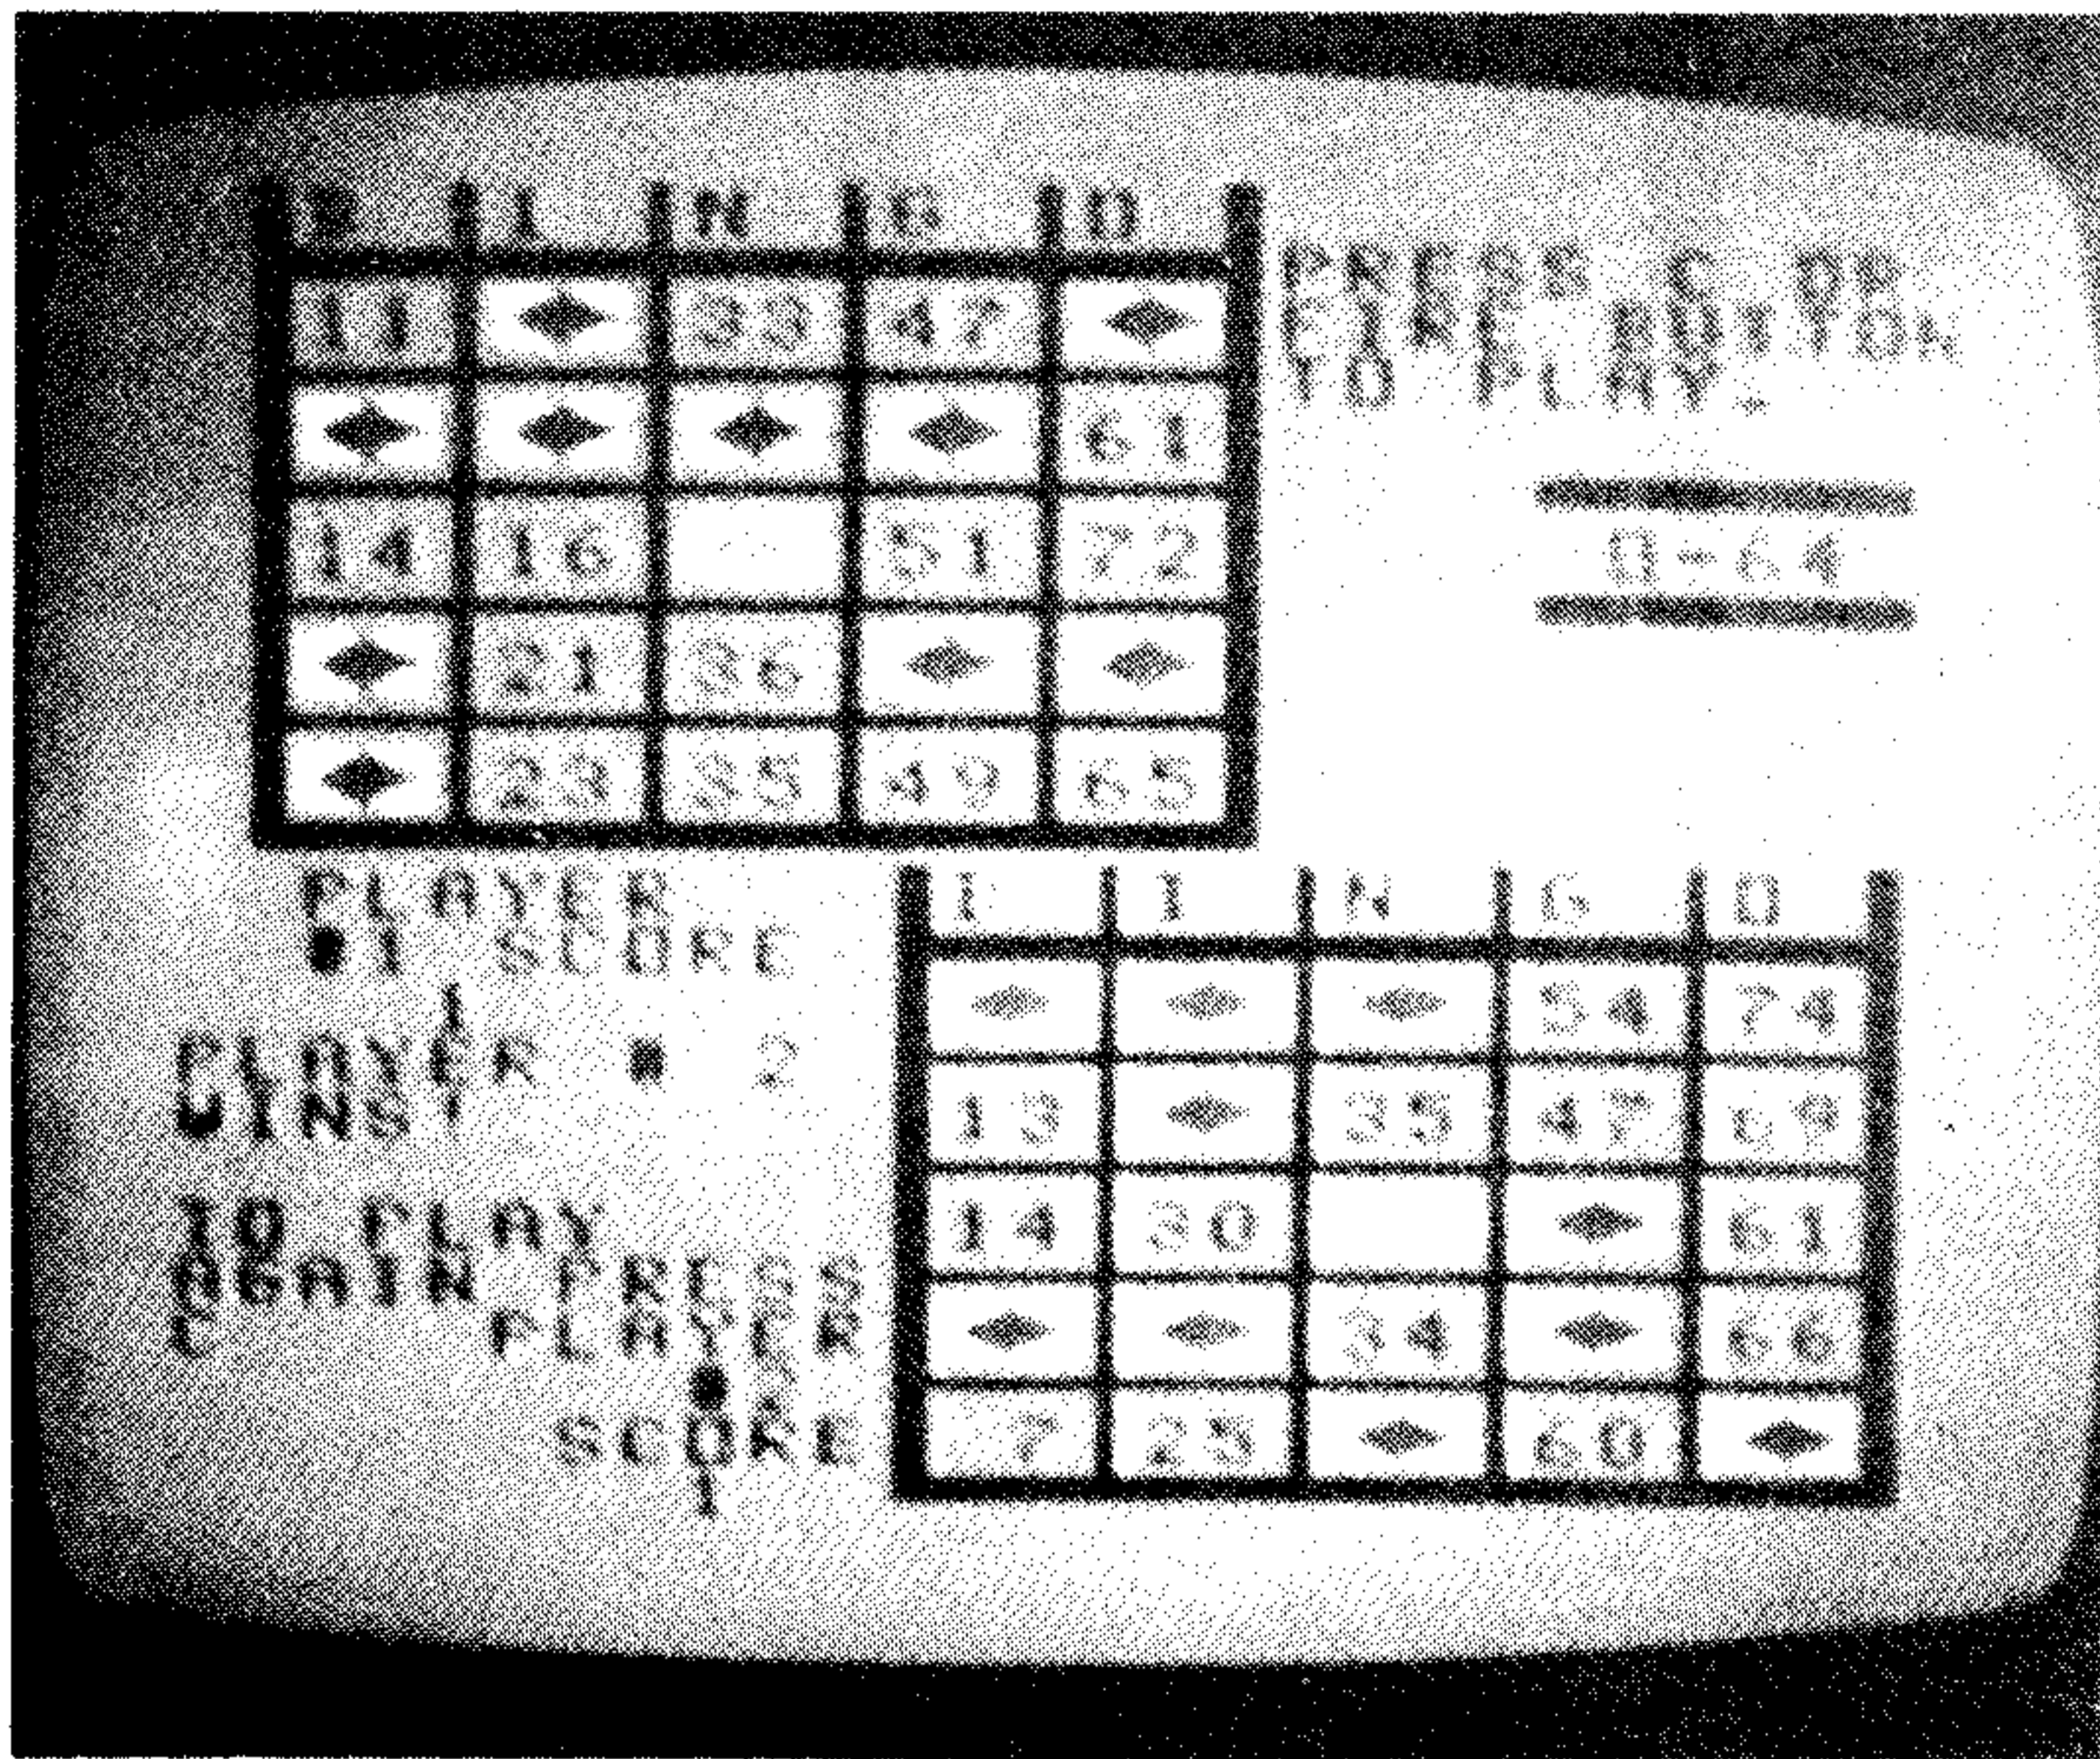 B I N G O
11 33 47
61
14 16 51 72
21 36
23 35 49 65
PRESS C OR
FIRE BUTTON
TO PLAY.
O-64
PLAYER
1 SCORE
1
PLAYER # 2
WINS!
TO PLAY
AGAIN PRESS
C
PLAYER
SCORE
1
I N G O
54 74
13 35 47 69
14 30 61
34 66
7 25 60